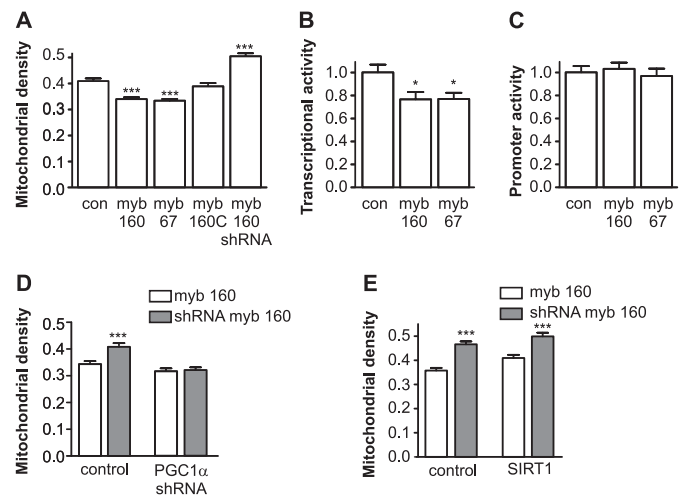 A
Mitochondrial density
0.5
0.4
0.3
0.2
0.1
0.0
***
***
***
con
myb 160
myb 67
myb 160C
myb 160 shRNA
B
Transcriptional activity
1.0
0.8
0.6
0.4
0.2
0.0
*
*
con
myb 160
myb 67
C
Promoter activity
1.0
0.8
0.6
0.4
0.2
0.0
con
myb 160
myb 67
D
myb 160
shRNA myb 160
Mitochondrial density
0.5
0.4
0.3
0.2
0.1
0.0
***
control
PGC1α
shRNA
E
myb 160
shRNA myb 160
Mitochondrial density
0.5
0.4
0.3
0.2
0.1
0.0
***
***
control
SIRT1